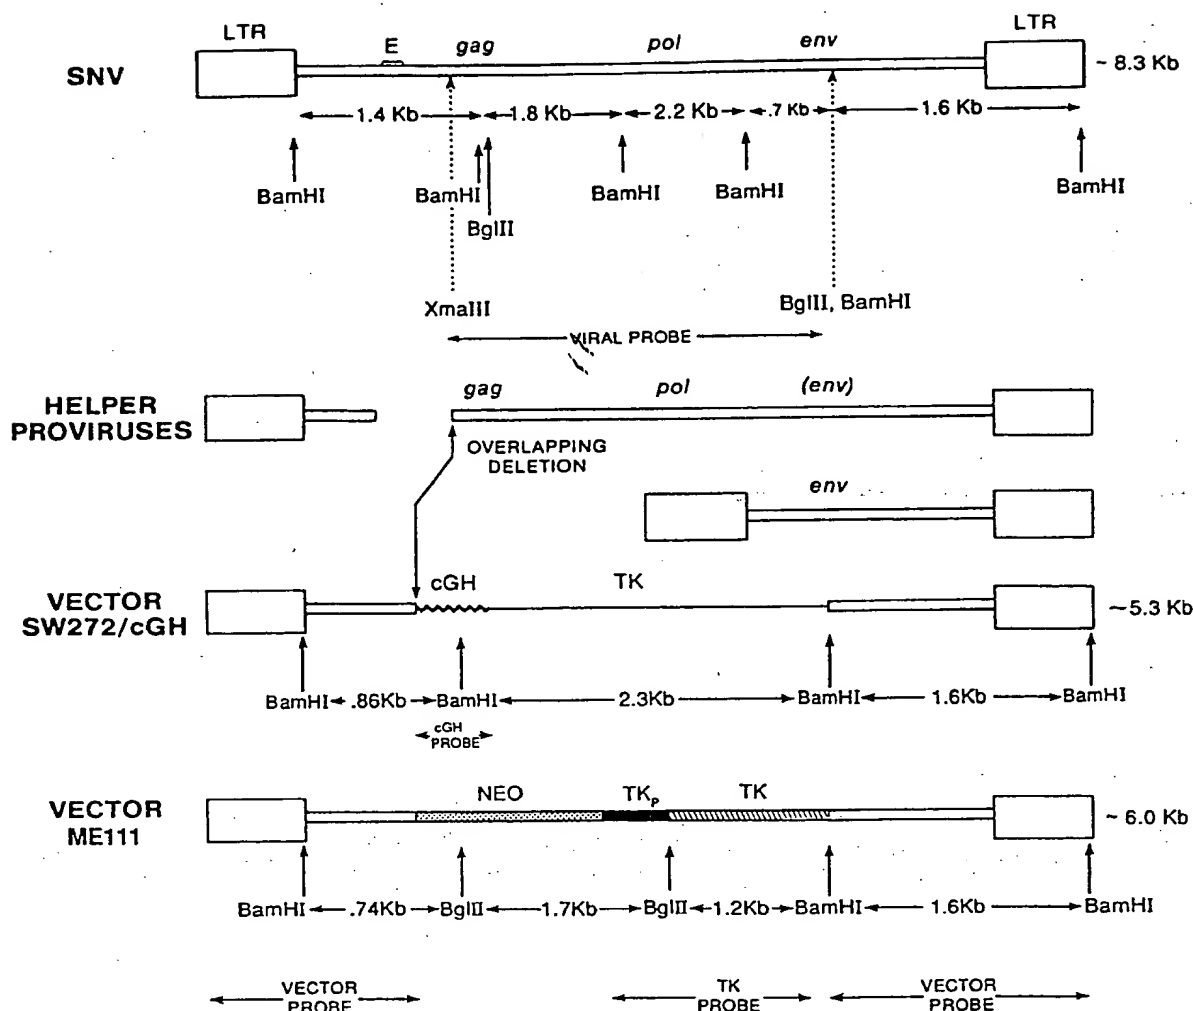 LTR
LTR
E gag pol env
SNV
~ 8.3 Kb
1.4 Kb 1.8 Kb 2.2 Kb .7 Kb 1.6 Kb
BamHI BamHI BamHI BamHI BamHI
BglII
XmaIII
BglII, BamHI
VIRAL PROBE
gag pol (env)
HELPER
PROVIRUSES
OVERLAPPING
DELETION
env
cGH TK
VECTOR
SW272/cGH
~5.3 Kb
BamHI .86Kb BamHI 2.3Kb BamHI 1.6Kb BamHI
cGH
PROBE
NEO TKP TK
VECTOR
ME111
~ 6.0 Kb
BamHI .74Kb BglII 1.7Kb BglII 1.2Kb BamHI 1.6Kb BamHI
VECTOR
PROBE
TK
PROBE
VECTOR
PROBE